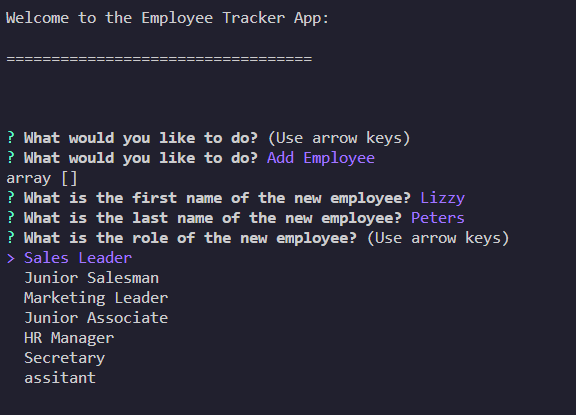 Welcome to the Employee Tracker App:
==================================
? What would you like to do? (Use arrow keys)
? What would you like to do? Add Employee
array []
? What is the first name of the new employee? Lizzy
? What is the last name of the new employee? Peters
? What is the role of the new employee? (Use arrow keys)
> Sales Leader
Junior Salesman
Marketing Leader
Junior Associate
HR Manager
Secretary
assitant